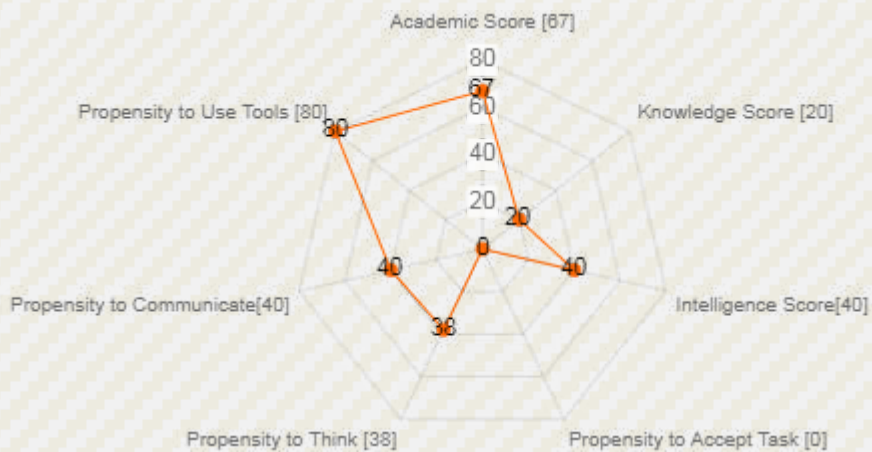 Academic Score [67]
80
67
60
Propensity to Use Tools [80]
80
Knowledge Score [20]
40
20
20
0
40
40
Propensity to Communicate[40]
Intelligence Score[40]
38
Propensity to Think [38]
Propensity to Accept Task [0]